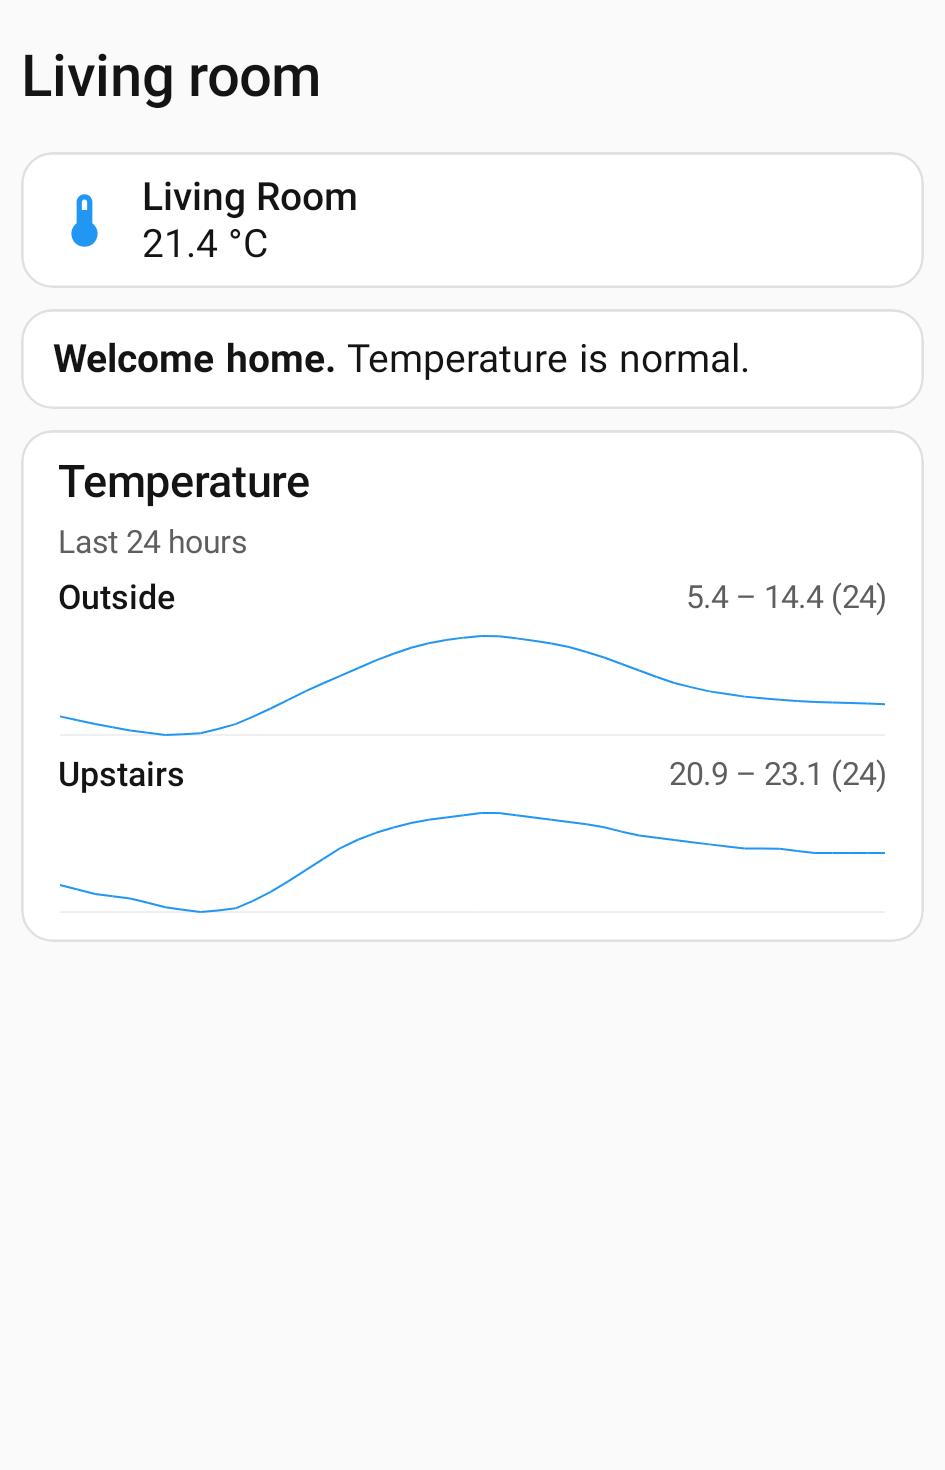 Living room
Living Room
21.4 °C
Welcome home. Temperature is normal.
Temperature
Last 24 hours
Outside 5.4 – 14.4 (24)
Upstairs 20.9 – 23.1 (24)